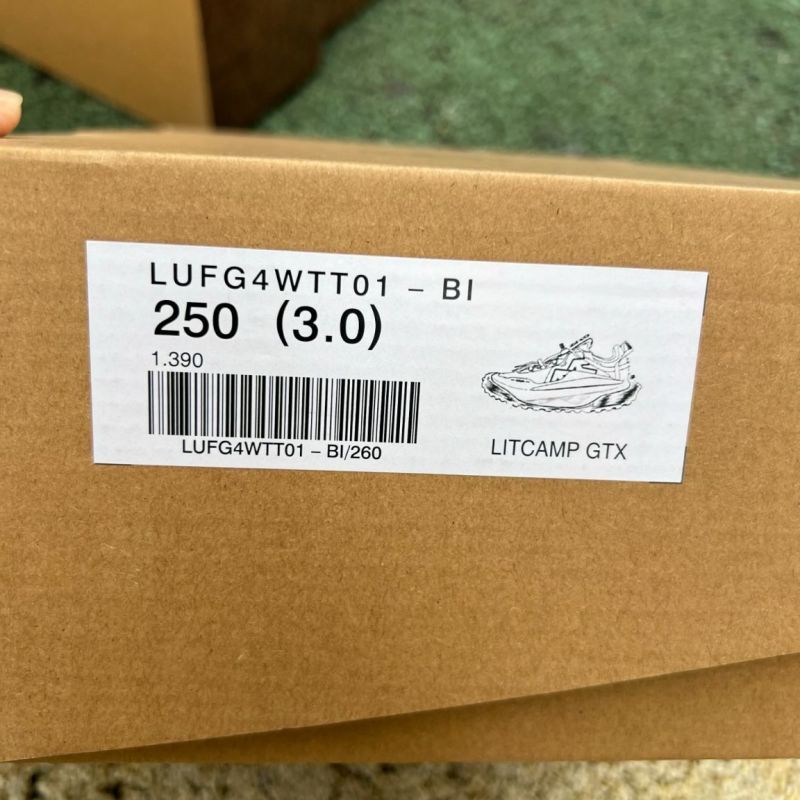 LUFG4WTT01 – BI
250 (3.0)
1.390
LUFG4WTT01 – BI/260
LITCAMP GTX